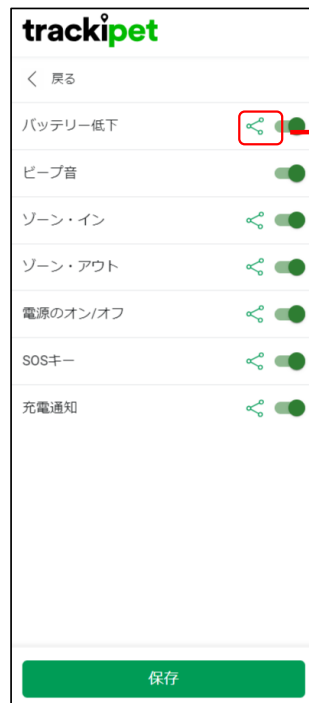 trackipet
戻る
バッテリー低下
ビープ音
ゾーン・イン
ゾーン・アウト
電源のオン/オフ
SOSキー
充電通知
保存